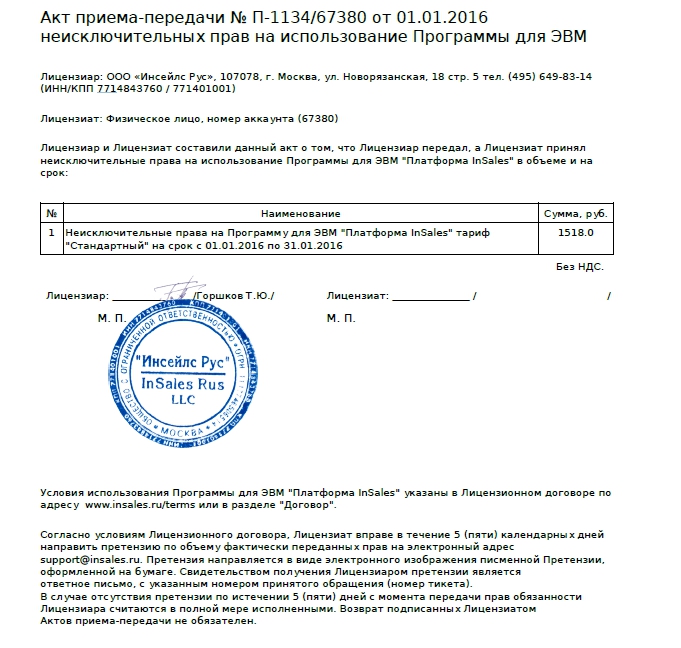 Акт приема-передачи № П-1134/67380 от 01.01.2016
неисключительных прав на использование Программы для ЭВМ
Лицензиар: ООО «Инсейлс Рус», 107078, г. Москва, ул. Новорязанская, 18 стр. 5 тел. (495) 649-83-14
(ИНН/КПП 7714843760 / 771401001)
Лицензиат: Физическое лицо, номер аккаунта (67380)
Лицензиар и Лицензиат составили данный акт о том, что Лицензиар передал, а Лицензиат принял
неисключительные права на использование Программы для ЭВМ "Платформа InSales" в объеме и на
срок:
№ Наименование Сумма, руб.
1 Неисключительные права на Программу для ЭВМ "Платформа InSales" тариф 1518.0
"Стандартный" на срок с 01.01.2016 по 31.01.2016
Без НДС.
Лицензиар: ______________ /Горшков Т.Ю./ Лицензиат: ______________ / /
М. П. М. П.
ОБЩЕСТВО С ОГРАНИЧЕННОЙ ОТВЕТСТВЕННОСТЬЮ
"Инсейлс Рус"
InSales Rus
LLC
МОСКВА
Условия использования Программы для ЭВМ "Платформа InSales" указаны в Лицензионном договоре по
адресу www.insales.ru/terms или в разделе "Договор".
Согласно условиям Лицензионного договора, Лицензиат вправе в течение 5 (пяти) календарных дней
направить претензию по объему фактически переданных прав на электронный адрес
support@insales.ru. Претензия направляется в виде электронного изображения писменной Претензии,
оформленной на бумаге. Свидетельством получения Лицензиаром претензии является
ответное письмо, с указанным номером принятого обращения (номер тикета).
В случае отсутствия претензии по истечении 5 (пяти) дней с момента передачи прав обязанности
Лицензиара считаются в полной мере исполненными. Возврат подписанных Лицензиатом
Актов приема-передачи не обязателен.